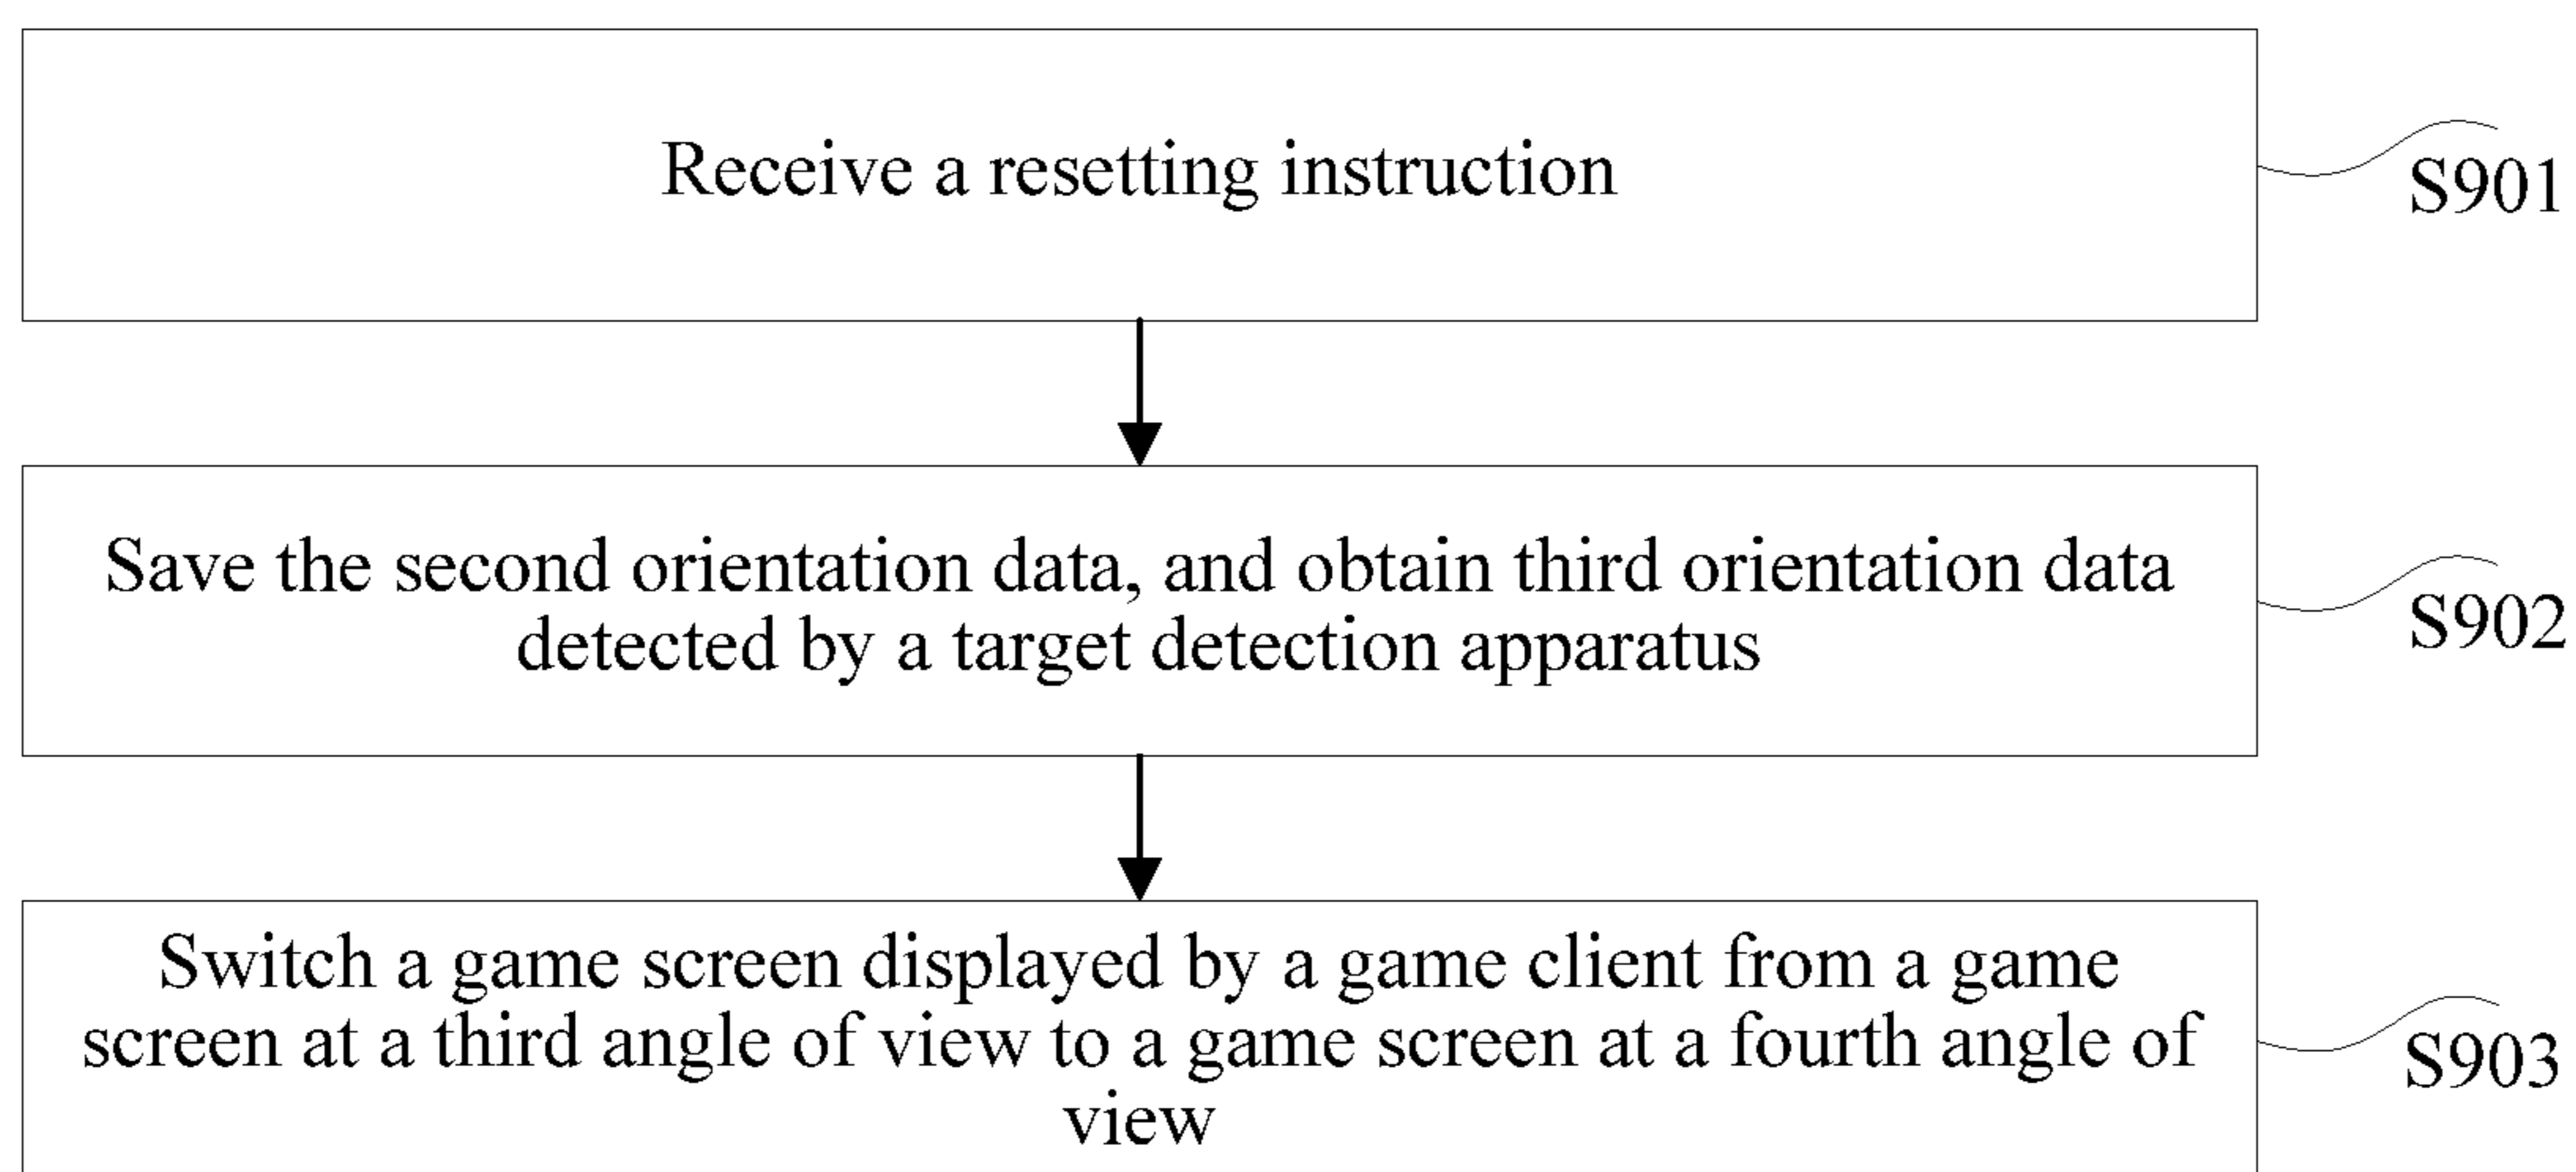 Receive a resetting instruction
S901
Save the second orientation data, and obtain third orientation data
detected by a target detection apparatus
S902
Switch a game screen displayed by a game client from a game
screen at a third angle of view to a game screen at a fourth angle of
view
S903